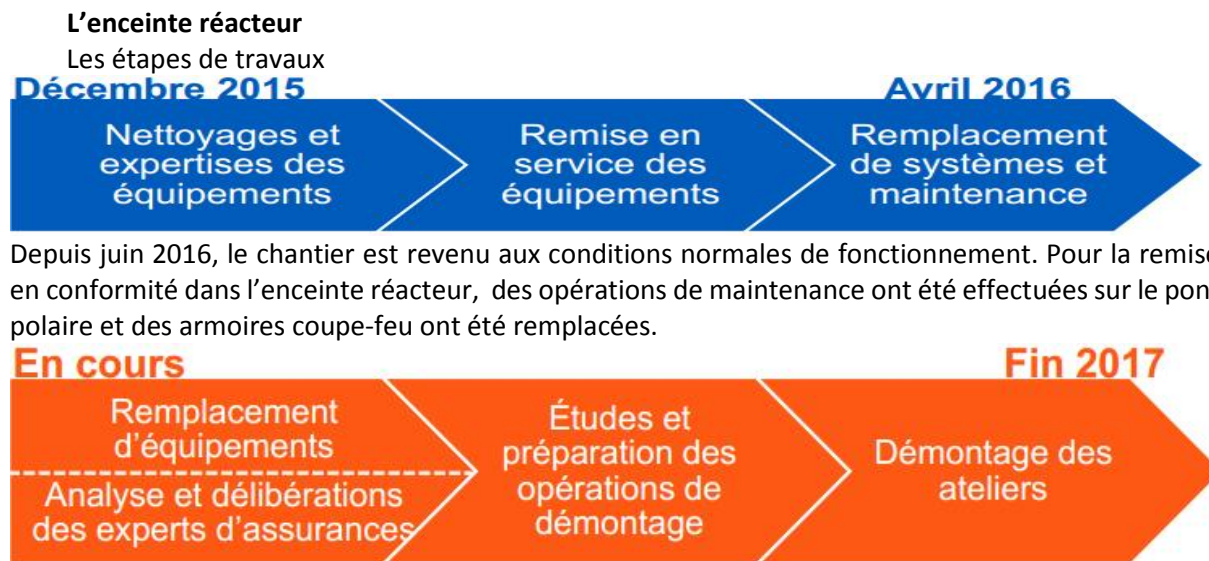 L’enceinte réacteur
Les étapes de travaux
Décembre 2015
Avril 2016
Nettoyages et
expertises des
équipements
Remise en
service des
équipements
Remplacement
de systèmes et
maintenance
Depuis juin 2016, le chantier est revenu aux conditions normales de fonctionnement. Pour la remise
en conformité dans l’enceinte réacteur, des opérations de maintenance ont été effectuées sur le pon
polaire et des armoires coupe-feu ont été remplacées.
En cours
Fin 2017
Remplacement
d’équipements
Analyse et délibérations
des experts d’assurances
Études et
préparation des
opérations de
démontage
Démontage des
ateliers